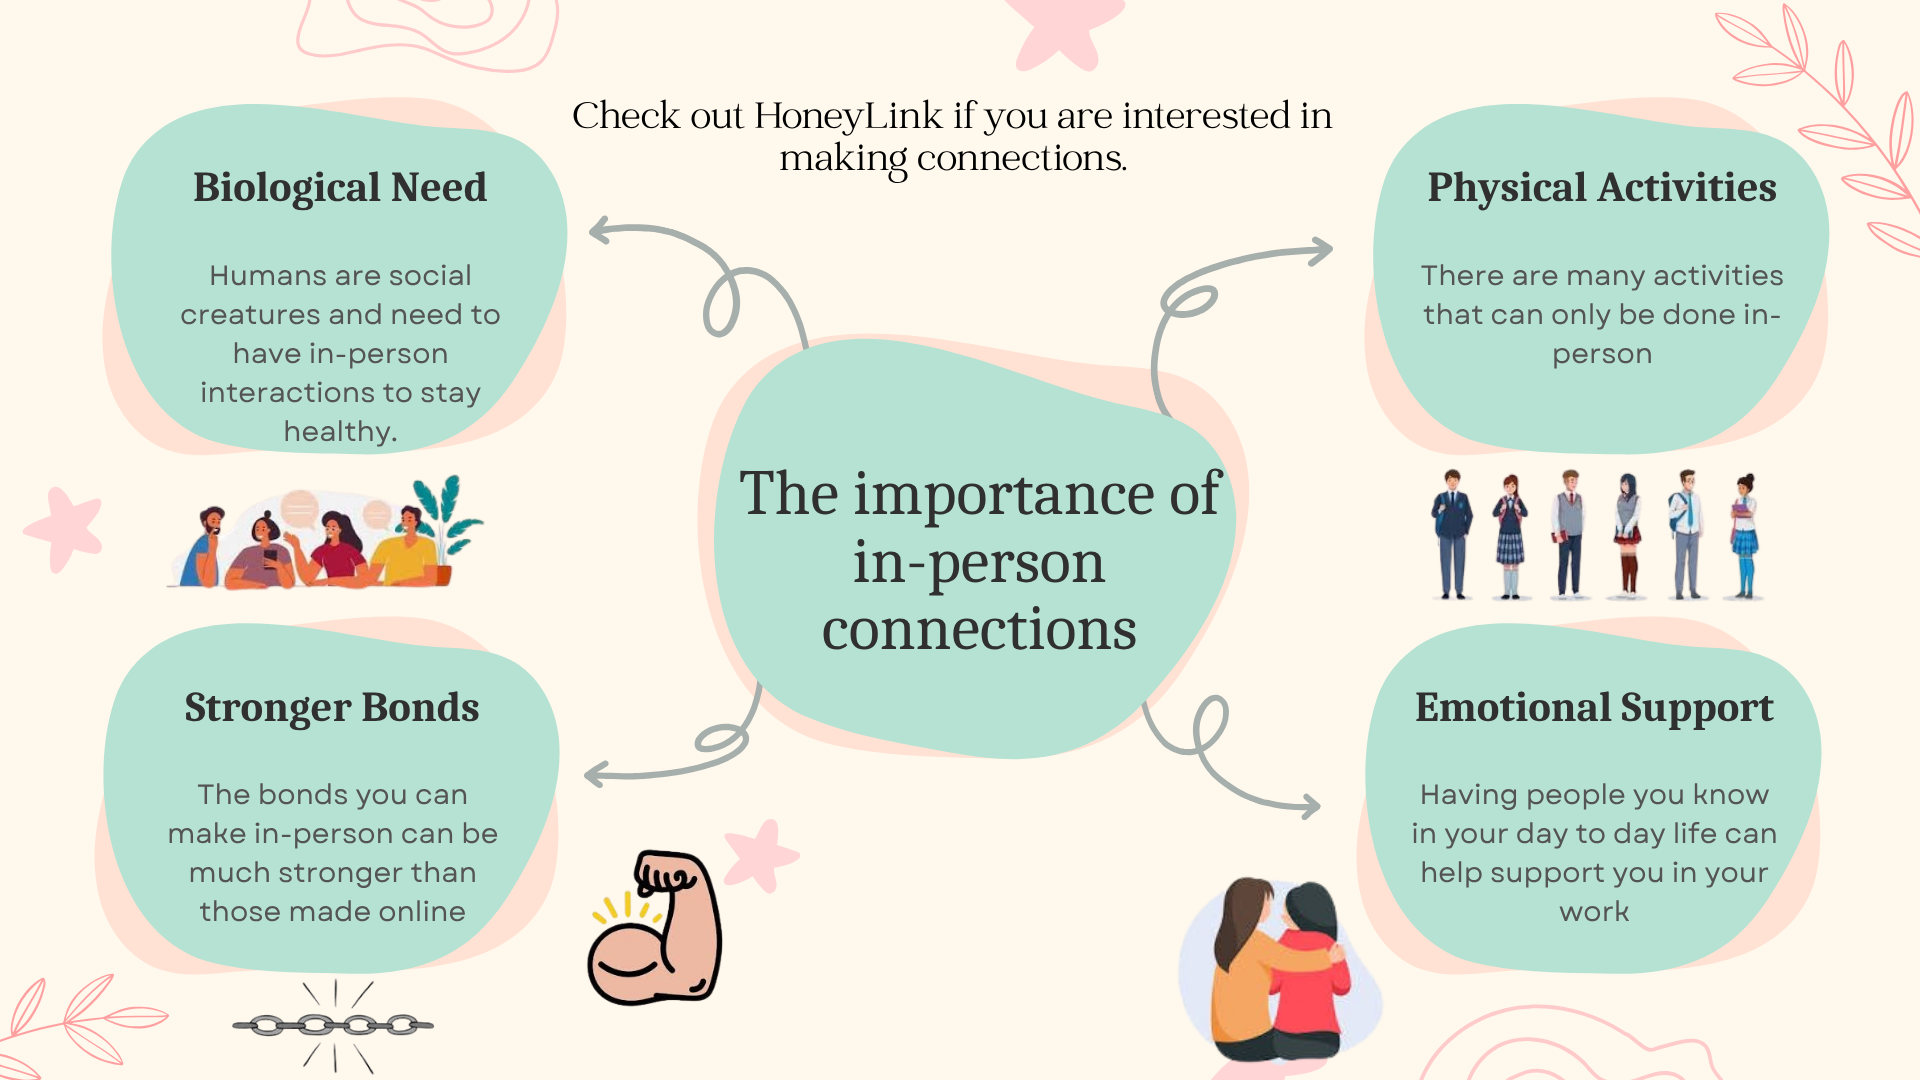 Check out HoneyLink if you are interested in
making connections.
Biological Need
Humans are social
creatures and need to
have in-person
interactions to stay
healthy.
Physical Activities
There are many activities
that can only be done in-
person
The importance of
in-person
connections
Stronger Bonds
The bonds you can
make in-person can be
much stronger than
those made online
Emotional Support
Having people you know
in your day to day life can
help support you in your
work